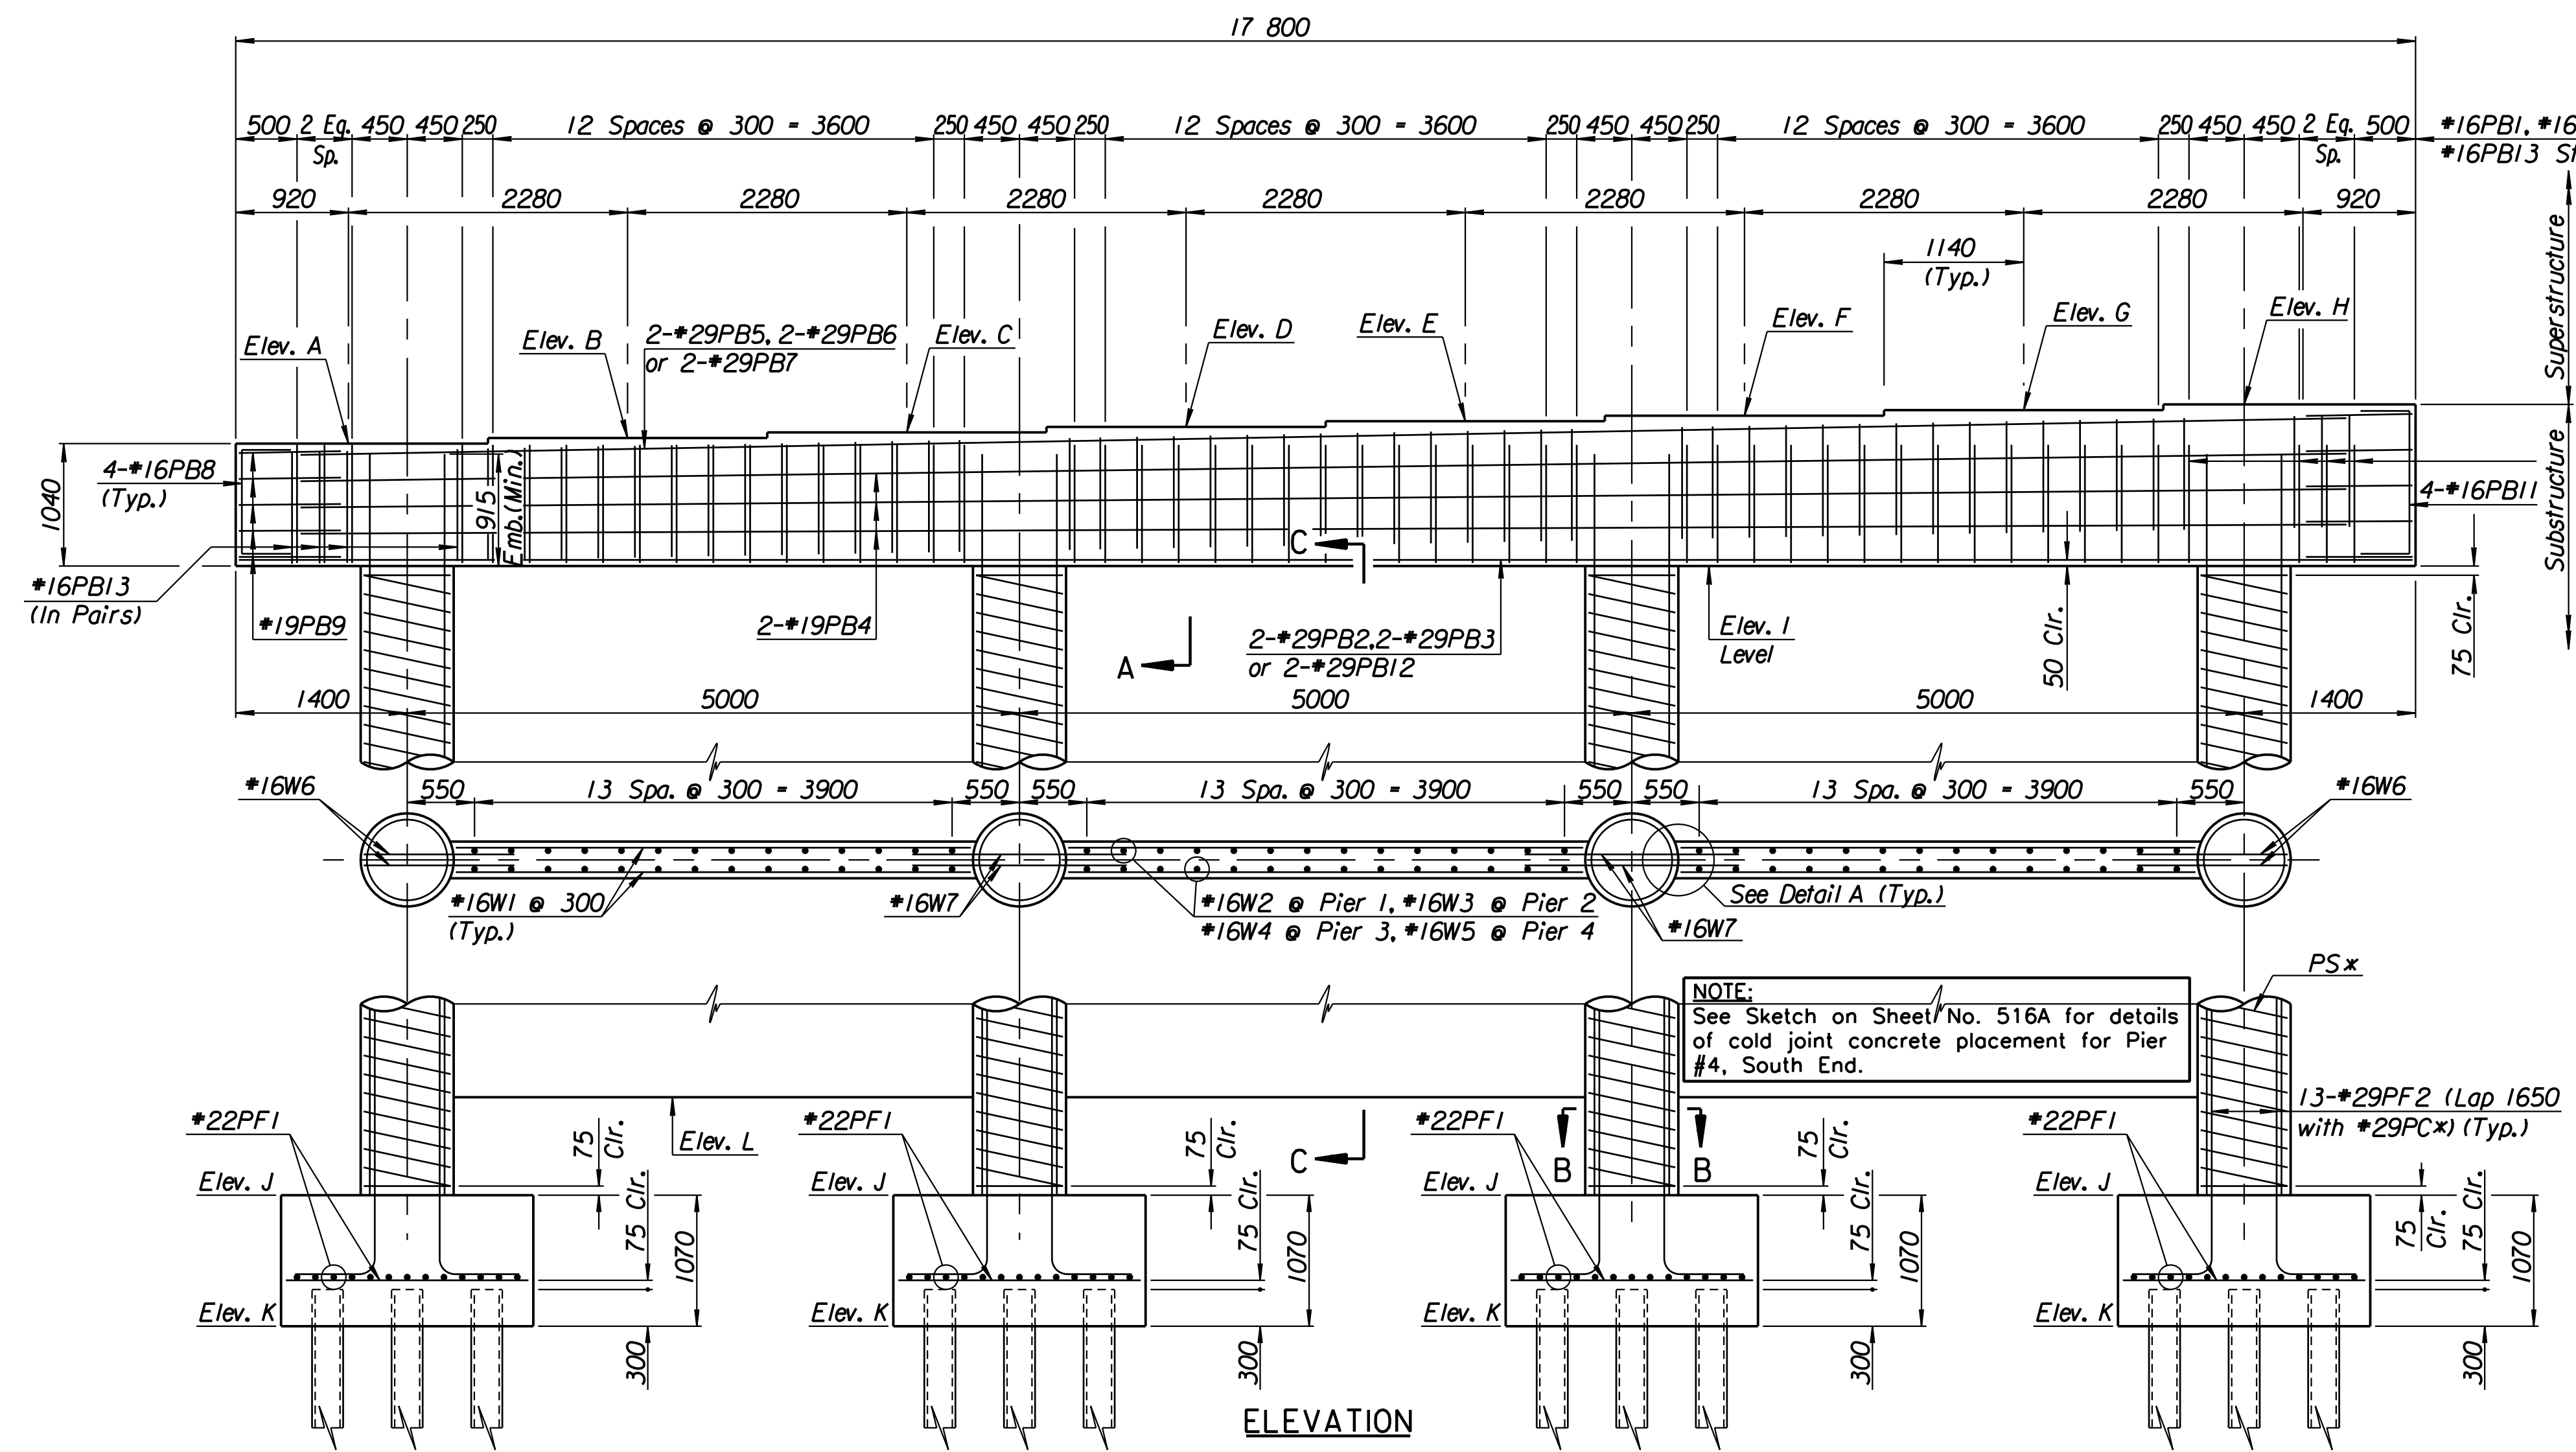 17 800
500 2 Eq. 450 450 250 12 Spaces @ 300 = 3600 250 450 450 250 12 Spaces @ 300 = 3600 250 450 450 250 12 Spaces @ 300 = 3600 250 450 450 2 Eq. 500 #16PB1, #16
Sp. Sp. #16PB13
920 2280 2280 2280 2280 2280 2280 2280 920
1140
(Typ.)
Superstructure
Elev. A
Elev. B
2-#29PB5, 2-#29PB6
or 2-#29PB7
Elev. C
Elev. D
Elev. E
Elev. F
Elev. G
Elev. H
4-#16PB8
(Typ.)
1040
915
Emb.(Min.)
4-#16PB11
Substructure
C
#16PB13
(In Pairs)
#19PB9
2-#19PB4
A
2-#29PB2,2-#29PB3
or 2-#29PB12
Elev. I
Level
50 Clr.
75 Clr.
1400 5000 5000 5000 1400
#16W6 550 13 Spa. @ 300 = 3900 550 550 13 Spa. @ 300 = 3900 550 550 13 Spa. @ 300 = 3900 550 #16W6
#16W1 @ 300
(Typ.)
#16W7
#16W2 @ Pier 1, #16W3 @ Pier 2
#16W4 @ Pier 3, #16W5 @ Pier 4
#16W7
See Detail A (Typ.)
PS*
NOTE:
See Sketch on Sheet No. 516A for details
of cold joint concrete placement for Pier
#4, South End.
13-#29PF2 (Lap 1650
with #29PC*) (Typ.)
#22PF1 #22PF1 #22PF1 #22PF1
Elev. L
C
B B
75 Clr. 75 Clr. 75 Clr. 75 Clr.
Elev. J Elev. J Elev. J Elev. J
75 Clr. 1070 75 Clr. 1070 75 Clr. 1070 75 Clr. 1070
Elev. K Elev. K Elev. K Elev. K
300 300 300 300
ELEVATION